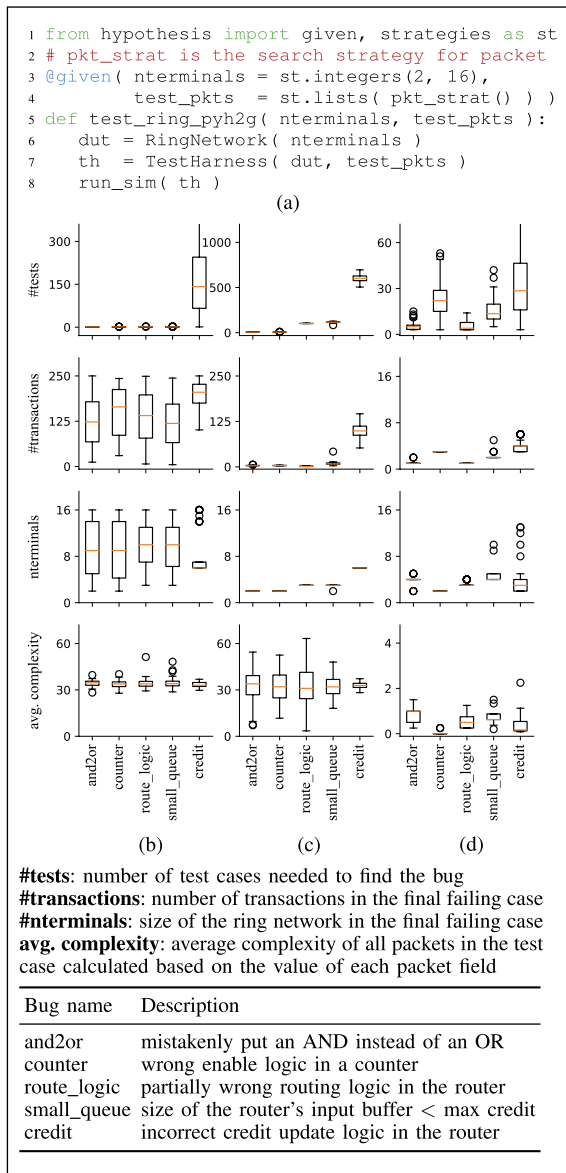 1 from hypothesis import given, strategies as st
2 # pkt_strat is the search strategy for packet
3 @given( nterminals = st.integers(2, 16),
4 test_pkts = st.lists( pkt_strat() ) )
5 def test_ring_pyh2g( nterminals, test_pkts ):
6 dut = RingNetwork( nterminals )
7 th = TestHarness( dut, test_pkts )
8 run_sim( th )
(a)
#tests
300
150
0
1000
500
0
60
30
0
#transactions
250
125
0
250
125
0
16
8
0
nterminals
16
8
0
16
8
0
16
8
0
avg. complexity
60
30
0
60
30
0
4
2
0
and2or
counter
route_logic
small_queue
credit
and2or
counter
route_logic
small_queue
credit
and2or
counter
route_logic
small_queue
credit
(b) (c) (d)
#tests: number of test cases needed to find the bug
#transactions: number of transactions in the final failing case
#nterminals: size of the ring network in the final failing case
avg. complexity: average complexity of all packets in the test
case calculated based on the value of each packet field
Bug name Description
and2or mistakenly put an AND instead of an OR
counter wrong enable logic in a counter
route_logic partially wrong routing logic in the router
small_queue size of the router's input buffer < max credit
credit incorrect credit update logic in the router